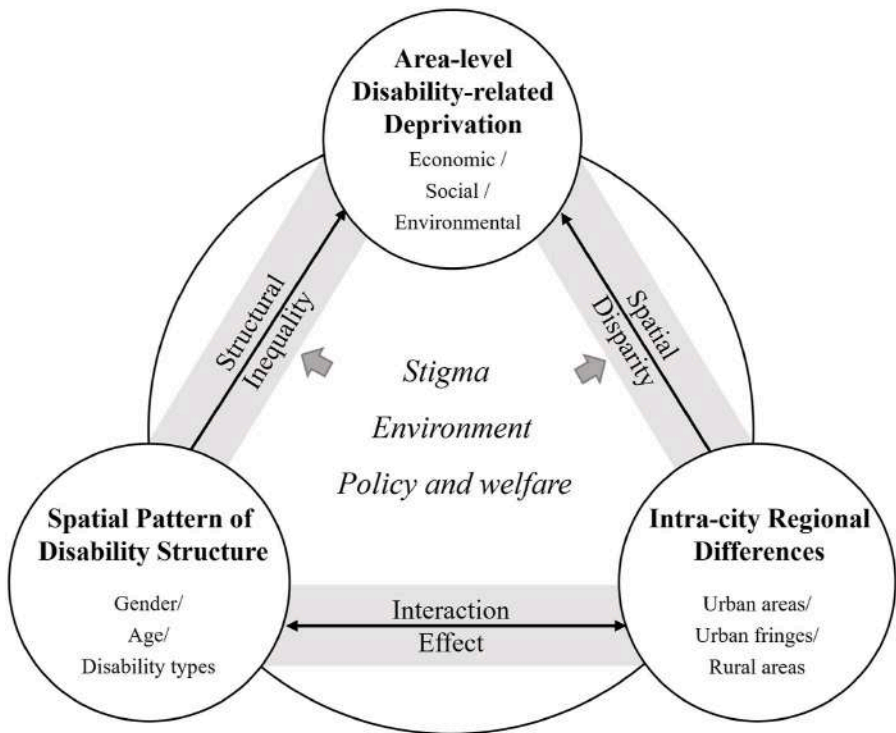 Area-level
Disability-related
Deprivation
Economic /
Social /
Environmental
Structural
Inequality
Spatial
Disparity
Stigma
Environment
Policy and welfare
Spatial Pattern of
Disability Structure
Gender/
Age/
Disability types
Interaction
Effect
Intra-city Regional
Differences
Urban areas/
Urban fringes/
Rural areas